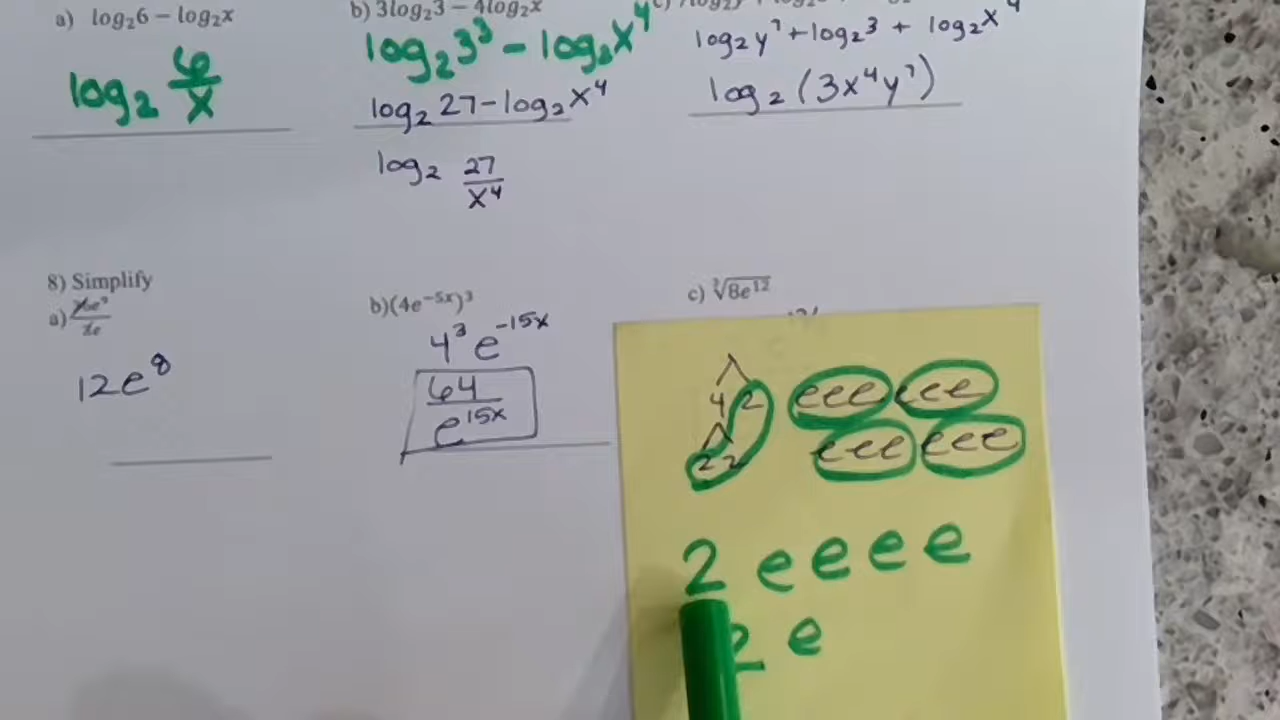 a) log₂6 − log₂x
log₂ 6/x
b) 3log₂3 − 4log₂x
log₂3³ − log₂x⁴
log₂27 − log₂x⁴
log₂ 27/x⁴
log₂y⁷ + log₂3 + log₂x⁴
log₂(3x⁴y⁷)
8) Simplify
a)
12e⁸
b)(4e⁻⁵ˣ)³
4³e⁻¹⁵ˣ
64/e¹⁵ˣ
c) ³√8e¹²
4 2 eee eee
2 2 eee eee
2 e e e e
2 e